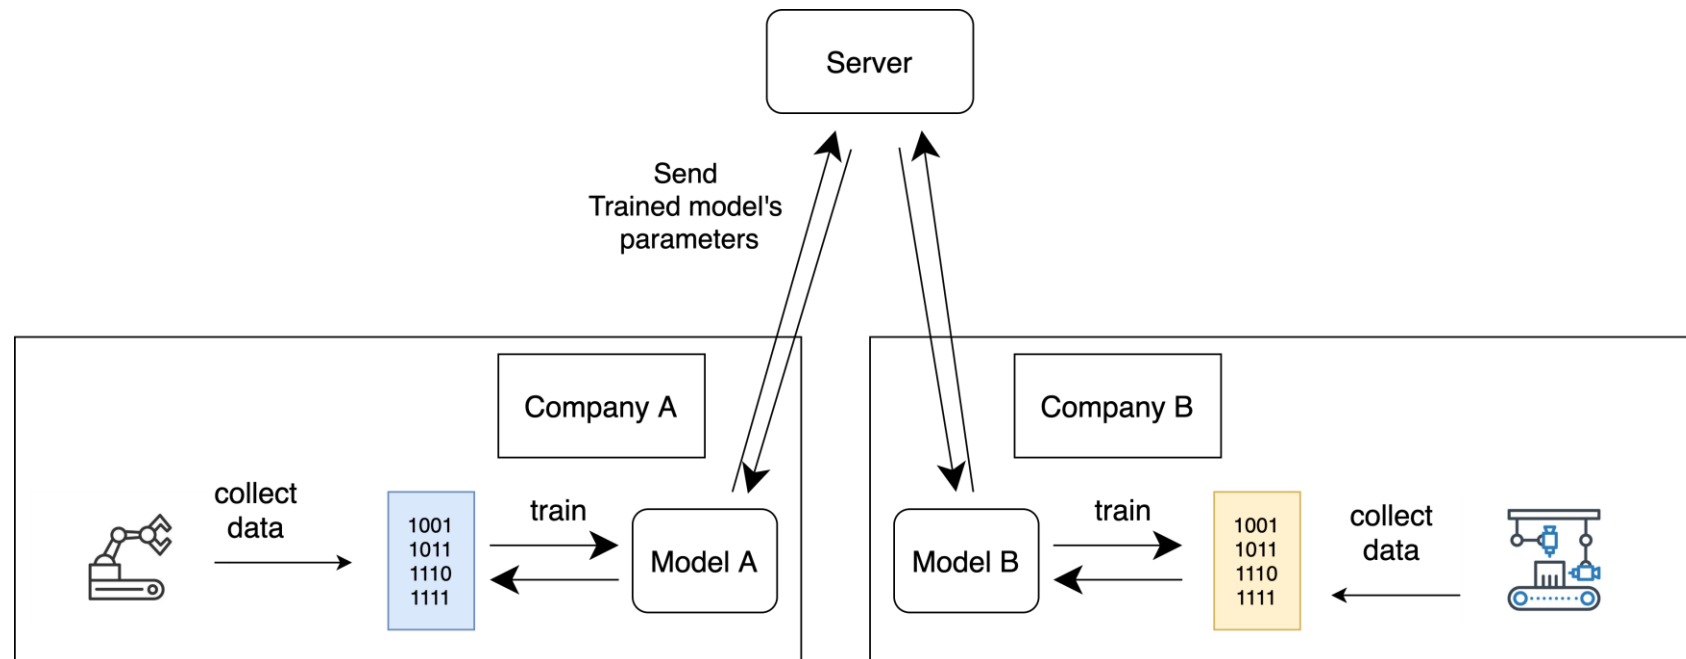 Server
Send
Trained model's
parameters
Company A
Company B
collect
data
1001
1011
1110
1111
train
Model A
Model B
train
1001
1011
1110
1111
collect
data